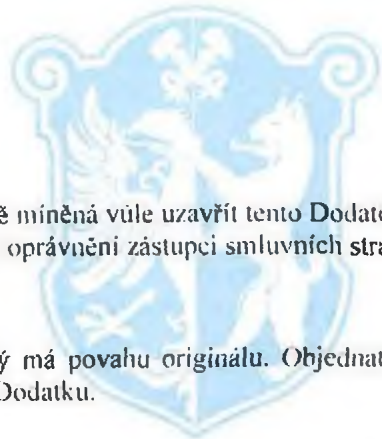 ě míněná vůle uzavřít tento Dodate
oprávnění zástupci smluvních stra
ý má povahu originálu. Objednat
Dodatku.